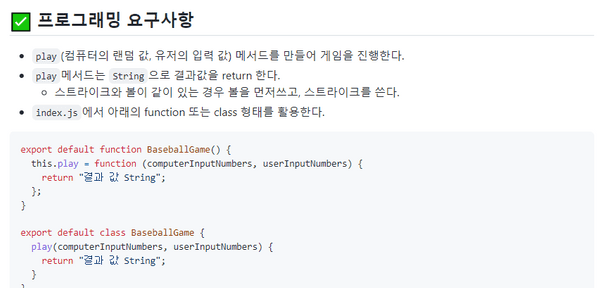 ✅ 프로그래밍 요구사항
play (컴퓨터의 랜덤 값, 유저의 입력 값) 메서드를 만들어 게임을 진행한다.
play 메서드는 String 으로 결과값을 return 한다.
스트라이크와 볼이 같이 있는 경우 볼을 먼저쓰고, 스트라이크를 쓴다.
index.js 에서 아래의 function 또는 class 형태를 활용한다.
export default function BaseballGame() {
  this.play = function (computerInputNumbers, userInputNumbers) {
    return "결과 값 String";
  };
}
export default class BaseballGame {
  play(computerInputNumbers, userInputNumbers) {
    return "결과 값 String";
  }